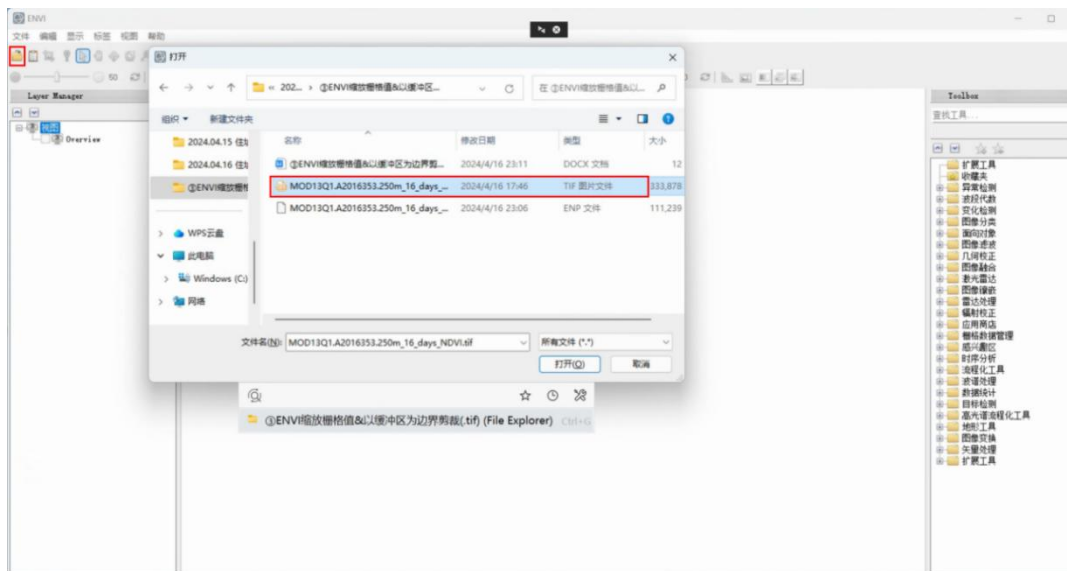 ENVI
文件 编辑 显示 标签 视图 帮助
打开
50
Layer Manager
视图
Overview
« 202... › ①ENVI缩放栅格值&以缓冲区...
在 ①ENVI缩放栅格值&以...
组织 新建文件夹
名称 修改日期 类型 大小
2024.04.15 佳
2024.04.16 佳
①ENVI缩放栅格
①ENVI缩放栅格值&以缓冲区为边界剪... 2024/4/16 23:11 DOCX 文档 12
MOD13Q1.A2016353.250m_16_days_... 2024/4/16 17:46 TIF 图片文件 333,878
MOD13Q1.A2016353.250m_16_days_... 2024/4/16 23:06 ENP 文件 111,239
WPS云盘
此电脑
Windows (C:)
网络
文件名(N): MOD13Q1.A2016353.250m_16_days_NDVI.tif 所有文件 (*.*)
打开(O) 取消
③ENVI缩放栅格值&以缓冲区为边界剪裁(.tif) (File Explorer) Ctrl+G
Toolbox
查找工具...
扩展工具
收藏夹
异常检测
波段代数
变化检测
图像分类
面向对象
图像滤波
几何校正
图像融合
激光雷达
图像镶嵌
雷达处理
辐射校正
应用商店
栅格数据管理
感兴趣区
时序分析
流程化工具
波谱处理
数据统计
目标检测
高光谱流程化工具
地形工具
图像变换
矢量处理
扩展工具